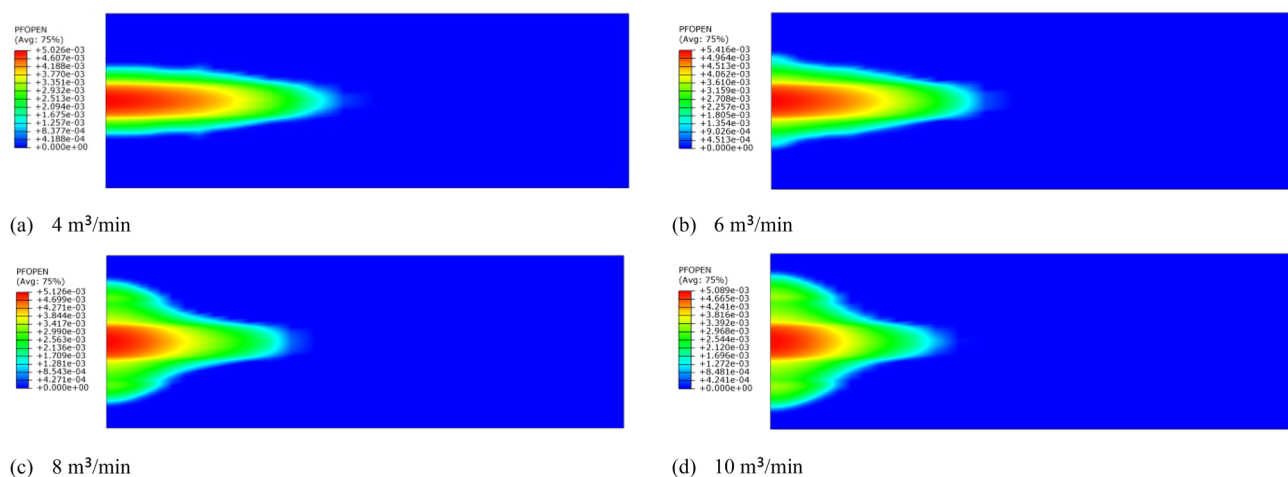 PFOPEN
(Avg: 75%)
+5.026e-03
+4.607e-03
+4.188e-03
+3.770e-03
+3.351e-03
+2.932e-03
+2.513e-03
+2.094e-03
+1.675e-03
+1.257e-03
+8.377e-04
+4.188e-04
+0.000e+00
(a) 4 m³/min
PFOPEN
(Avg: 75%)
+5.416e-03
+4.964e-03
+4.513e-03
+4.062e-03
+3.610e-03
+3.159e-03
+2.708e-03
+2.257e-03
+1.805e-03
+1.354e-03
+9.026e-04
+4.513e-04
+0.000e+00
(b) 6 m³/min
PFOPEN
(Avg: 75%)
+5.126e-03
+4.699e-03
+4.271e-03
+3.844e-03
+3.417e-03
+2.990e-03
+2.563e-03
+2.136e-03
+1.709e-03
+1.281e-03
+8.543e-04
+4.271e-04
+0.000e+00
(c) 8 m³/min
PFOPEN
(Avg: 75%)
+5.089e-03
+4.665e-03
+4.241e-03
+3.816e-03
+3.392e-03
+2.968e-03
+2.544e-03
+2.120e-03
+1.696e-03
+1.272e-03
+8.481e-04
+4.241e-04
+0.000e+00
(d) 10 m³/min